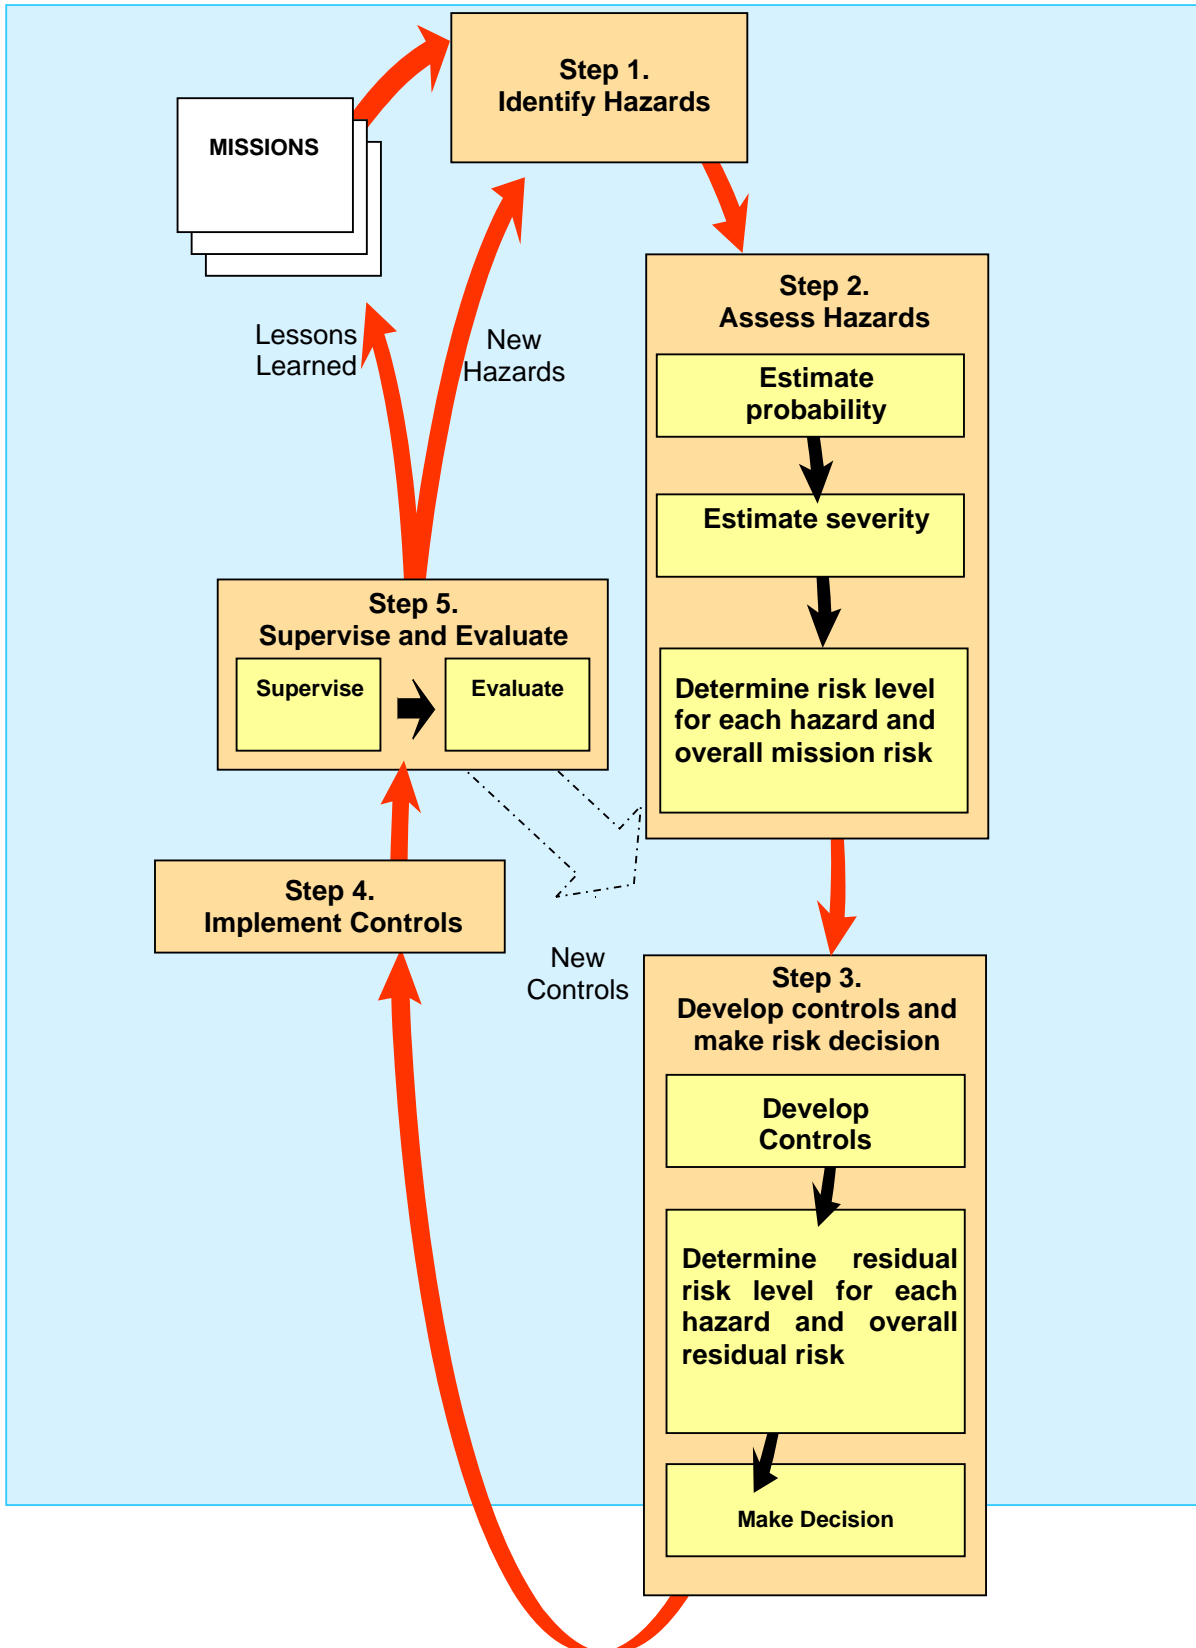 Step 1.
Identify Hazards
MISSIONS
Step 2.
Assess Hazards
Estimate
probability
Estimate severity
Determine risk level
for each hazard and
overall mission risk
Lessons
Learned
New
Hazards
Step 5.
Supervise and Evaluate
Supervise
Evaluate
Step 4.
Implement Controls
New
Controls
Step 3.
Develop controls and
make risk decision
Develop
Controls
Determine residual
risk level for each
hazard and overall
residual risk
Make Decision